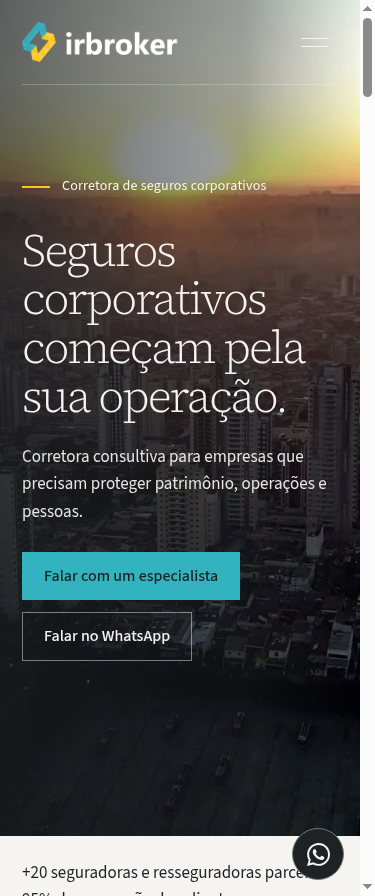 irbroker
Corretora de seguros corporativos
Seguros
corporativos
começam pela
sua operação.
Corretora consultiva para empresas que
precisam proteger patrimônio, operações e
pessoas.
Falar com um especialista
Falar no WhatsApp
+20 seguradoras e resseguradoras